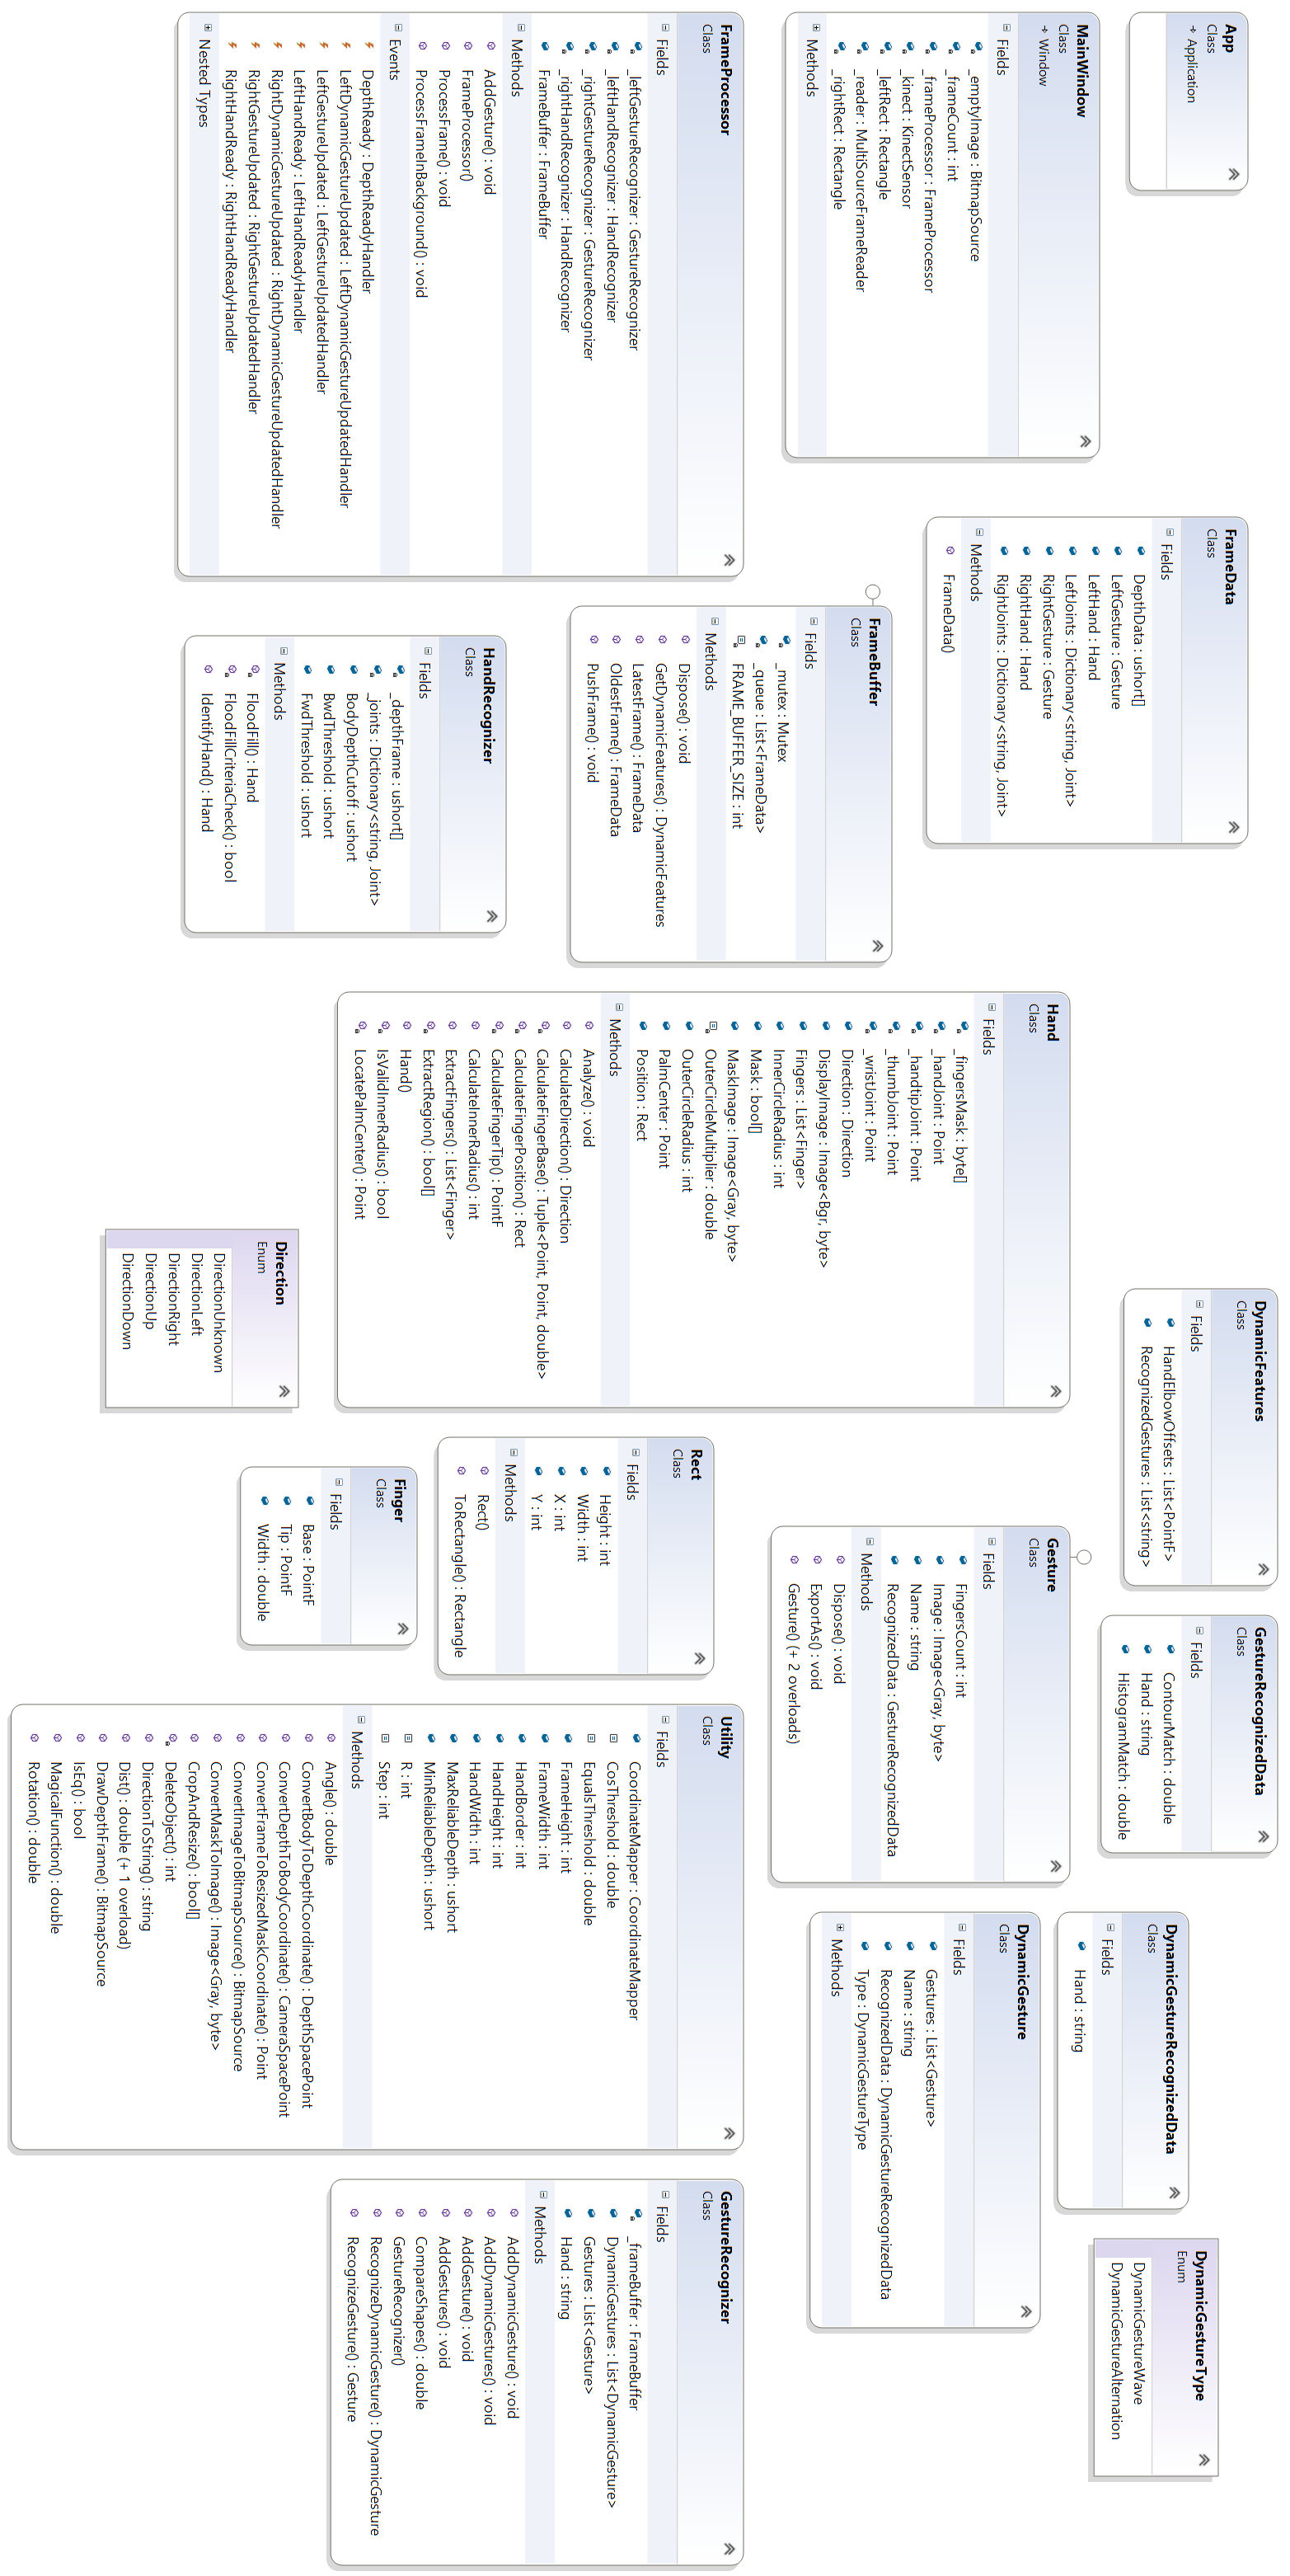 App
Class
→ Application
MainWindow
Class
→ Window
Fields
_emptyImage : BitmapSource
_frameCount : int
_frameProcessor : FrameProcessor
_kinect : KinectSensor
_leftRect : Rectangle
_reader : MultiSourceFrameReader
_rightRect : Rectangle
Methods
FrameProcessor
Class
Fields
_leftGestureRecognizer : GestureRecognizer
_leftHandRecognizer : HandRecognizer
_rightGestureRecognizer : GestureRecognizer
_rightHandRecognizer : HandRecognizer
FrameBuffer : FrameBuffer
Methods
AddGesture() : void
FrameProcessor()
ProcessFrame() : void
ProcessFrameInBackground() : void
Events
DepthReady : DepthReadyHandler
LeftDynamicGestureUpdated : LeftDynamicGestureUpdatedHandler
LeftGestureUpdated : LeftGestureUpdatedHandler
LeftHandReady : LeftHandReadyHandler
RightDynamicGestureUpdated : RightDynamicGestureUpdatedHandler
RightGestureUpdated : RightGestureUpdatedHandler
RightHandReady : RightHandReadyHandler
Nested Types
FrameData
Class
Fields
DepthData : ushort[]
LeftGesture : Gesture
LeftHand : Hand
LeftJoints : Dictionary<string, Joint>
RightGesture : Gesture
RightHand : Hand
RightJoints : Dictionary<string, Joint>
Methods
FrameData()
FrameBuffer
Class
Fields
_mutex : Mutex
_queue : List<FrameData>
FRAME_BUFFER_SIZE : int
Methods
Dispose() : void
GetDynamicFeatures() : DynamicFeatures
LatestFrame() : FrameData
OldestFrame() : FrameData
PushFrame() : void
HandRecognizer
Class
Fields
_depthFrame : ushort[]
_joints : Dictionary<string, Joint>
BodyDepthCutoff : ushort
BwdThreshold : ushort
FwdThreshold : ushort
Methods
FloodFill() : Hand
FloodFillCriteriaCheck() : bool
IdentifyHand() : Hand
Hand
Class
Fields
_fingersMask : byte[]
_handJoint : Point
_handtipJoint : Point
_thumbJoint : Point
_wristJoint : Point
Direction : Direction
DisplayImage : Image<Bgr, byte>
Fingers : List<Finger>
InnerCircleRadius : int
Mask : bool[]
MaskImage : Image<Gray, byte>
OuterCircleMultiplier : double
OuterCircleRadius : int
PalmCenter : Point
Position : Rect
Methods
Analyze() : void
CalculateDirection() : Direction
CalculateFingerBase() : Tuple<Point, Point, double>
CalculateFingerPosition() : Rect
CalculateFingerTip() : PointF
CalculateInnerRadius() : int
ExtractFingers() : List<Finger>
ExtractRegion() : bool[]
Hand()
IsValidInnerRadius() : bool
LocatePalmCenter() : Point
Direction
Enum
DirectionUnknown
DirectionLeft
DirectionRight
DirectionUp
DirectionDown
DynamicFeatures
Class
Fields
HandElbowOffsets : List<PointF>
RecognizedGestures : List<string>
Rect
Class
Fields
Height : int
Width : int
X : int
Y : int
Methods
Rect()
ToRectangle() : Rectangle
Finger
Class
Fields
Base : PointF
Tip : PointF
Width : double
Gesture
Class
Fields
FingersCount : int
Image : Image<Gray, byte>
Name : string
RecognizedData : GestureRecognizedData
Methods
Dispose() : void
ExportAs() : void
Gesture() (+ 2 overloads)
GestureRecognizedData
Class
Fields
ContourMatch : double
Hand : string
HistogramMatch : double
Utility
Class
Fields
CoordinateMapper : CoordinateMapper
CosThreshold : double
EqualsThreshold : double
FrameHeight : int
FrameWidth : int
HandBorder : int
HandHeight : int
HandWidth : int
MaxReliableDepth : ushort
MinReliableDepth : ushort
R : int
Step : int
Methods
Angle() : double
ConvertBodyToDepthCoordinate() : DepthSpacePoint
ConvertDepthToBodyCoordinate() : CameraSpacePoint
ConvertFrameToResizedMaskCoordinate() : Point
ConvertImageToBitmapSource() : BitmapSource
ConvertMaskToImage() : Image<Gray, byte>
CropAndResize() : bool[]
DeleteObject() : int
DirectionToString() : string
Dist() : double (+ 1 overload)
DrawDepthFrame() : BitmapSource
IsEq() : bool
MagicalFunction() : double
Rotation() : double
DynamicGestureRecognizedData
Class
Fields
Hand : string
DynamicGesture
Class
Fields
Gestures : List<Gesture>
Name : string
RecognizedData : DynamicGestureRecognizedData
Type : DynamicGestureType
Methods
DynamicGestureType
Enum
DynamicGestureWave
DynamicGestureAlternation
GestureRecognizer
Class
Fields
_frameBuffer : FrameBuffer
DynamicGestures : List<DynamicGesture>
Gestures : List<Gesture>
Hand : string
Methods
AddDynamicGesture() : void
AddDynamicGestures() : void
AddGesture() : void
AddGestures() : void
CompareShapes() : double
GestureRecognizer()
RecognizeDynamicGesture() : DynamicGesture
RecognizeGesture() : Gesture